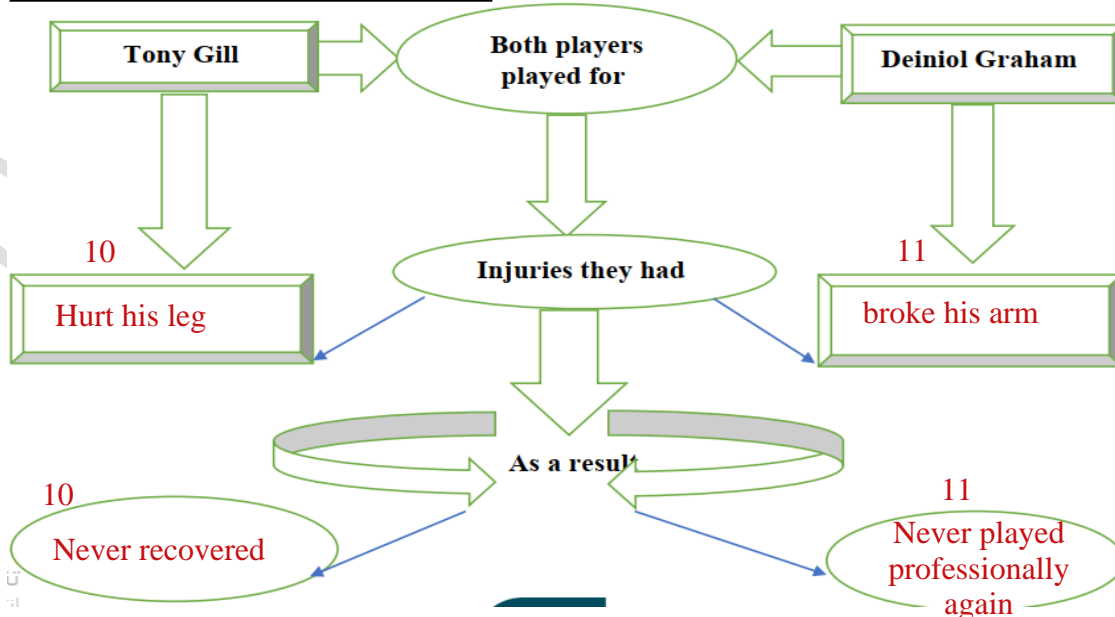 Tony Gill
Both players
played for
Deiniol Graham
10
11
Injuries they had
Hurt his leg
broke his arm
As a result
10
11
Never recovered
Never played
professionally
again